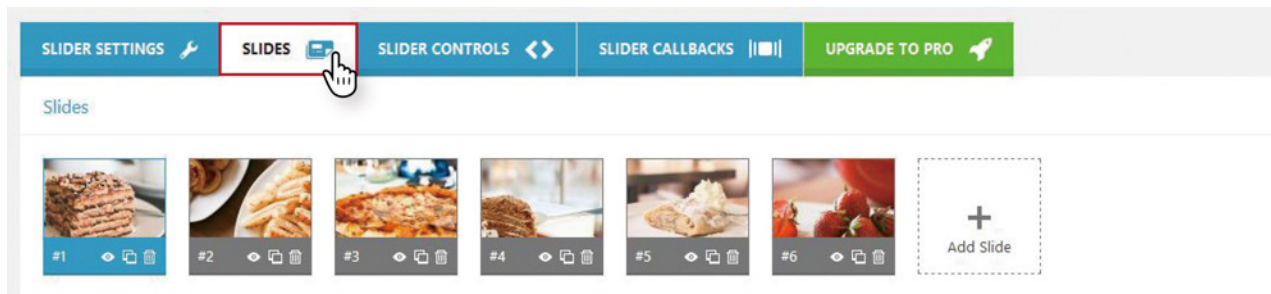 SLIDER SETTINGS SLIDES SLIDER CONTROLS SLIDER CALLBACKS UPGRADE TO PRO
Slides
#1 #2 #3 #4 #5 #6
Add Slide